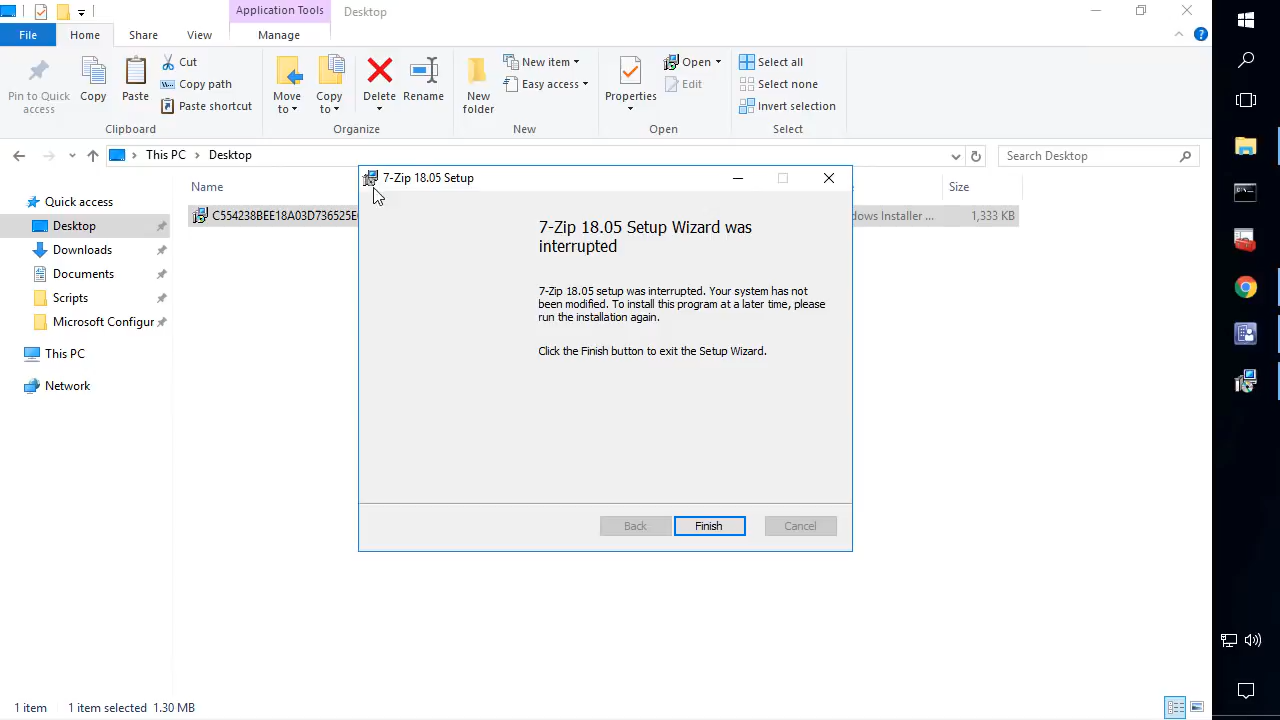 Application Tools
Desktop
File
Home
Share
View
Manage
Pin to Quick
access
Copy
Paste
Cut
Copy path
Paste shortcut
Clipboard
Move
to
Copy
to
Delete
Rename
Organize
New
folder
New item
Easy access
New
Properties
Open
Edit
Open
Select all
Select none
Invert selection
Select
This PC
Desktop
Search Desktop
Name
Size
Quick access
Desktop
Downloads
Documents
Scripts
Microsoft Configur
This PC
Network
C554238BEE18A03D736525E
dows Installer ...
1,333 KB
7-Zip 18.05 Setup
7-Zip 18.05 Setup Wizard was
interrupted
7-Zip 18.05 setup was interrupted. Your system has not
been modified. To install this program at a later time, please
run the installation again.
Click the Finish button to exit the Setup Wizard.
Back
Finish
Cancel
1 item
1 item selected 1.30 MB